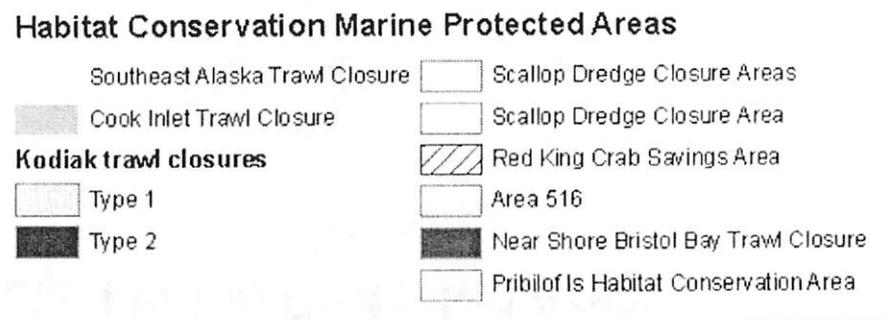 Habitat Conservation Marine Protected Areas
Southeast Alaska Trawl Closure
Cook Inlet Trawl Closure
Kodiak trawl closures
Type 1
Type 2
Scallop Dredge Closure Areas
Scallop Dredge Closure Area
Red King Crab Savings Area
Area 516
Near Shore Bristol Bay Trawl Closure
Pribilof Is Habitat Conservation Area